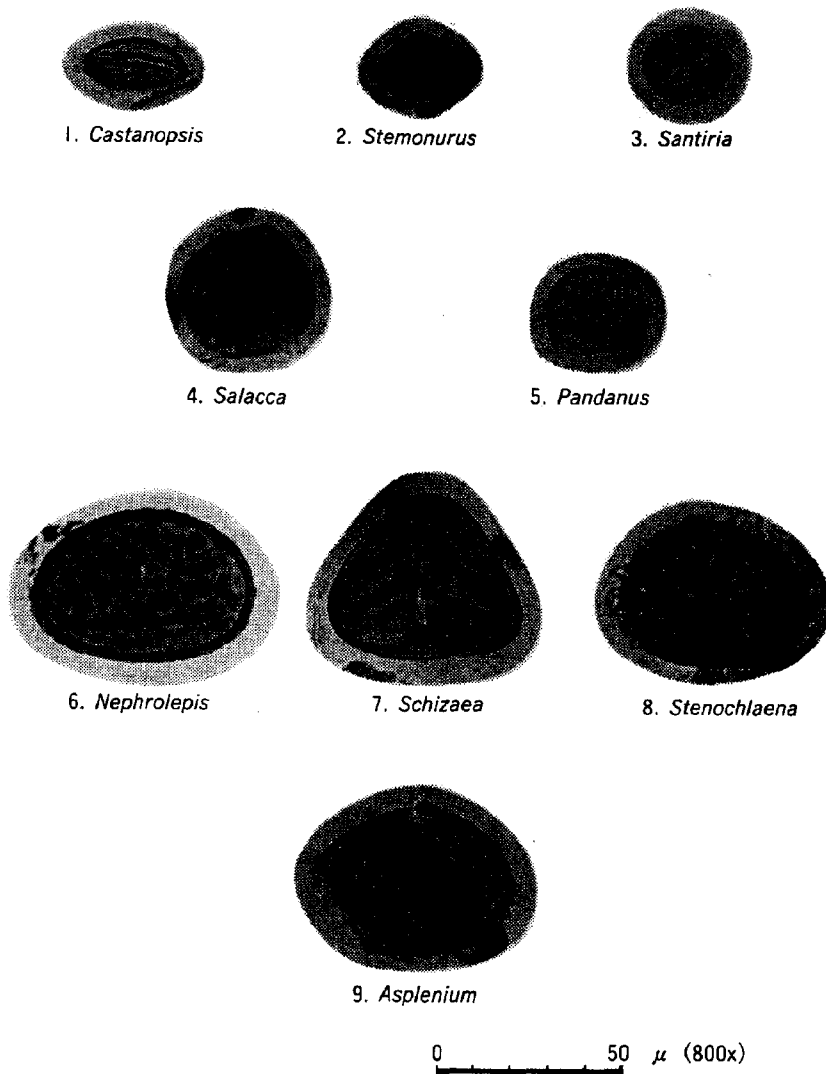 1. Castanopsis
2. Stemonurus
3. Santiria
4. Salacca
5. Pandanus
6. Nephrolepis
7. Schizaea
8. Stenochlaena
9. Asplenium
0 50 μ (800x)